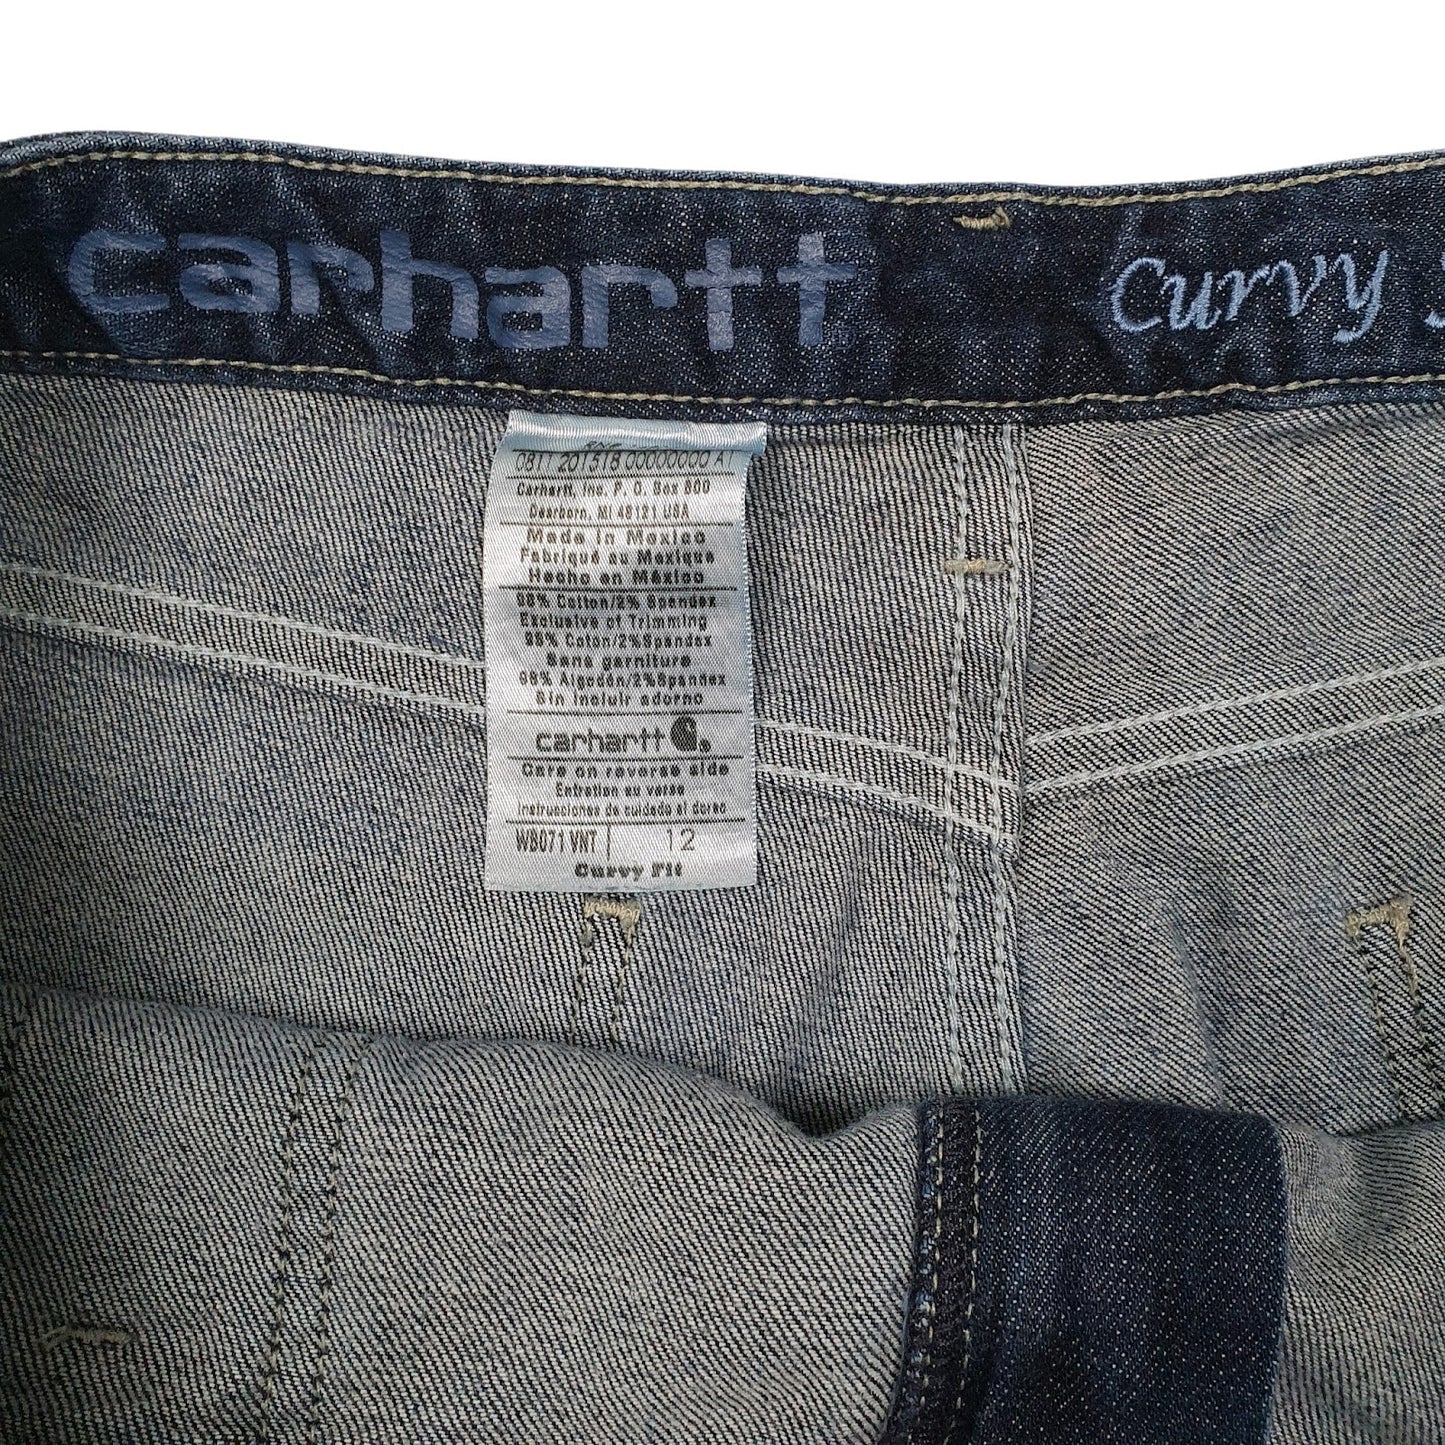 carhartt Curvy
0811 201518 00000000 A1
Carhartt, Inc. P. O. Box 600
Dearborn, MI 48121 USA
Made in Mexico
Fabriqué au Mexique
Hecho en México
98% Cotton/2% Spandex
Exclusive of Trimming
98% Coton/2%Spandex
Sans garniture
98% Algodón/2%Spandex
Sin incluir adorno
carhartt
Care on reverse side
Entretien au verso
Instrucciones de cuidado al dorso
WB071 VNT 12
Curvy Fit